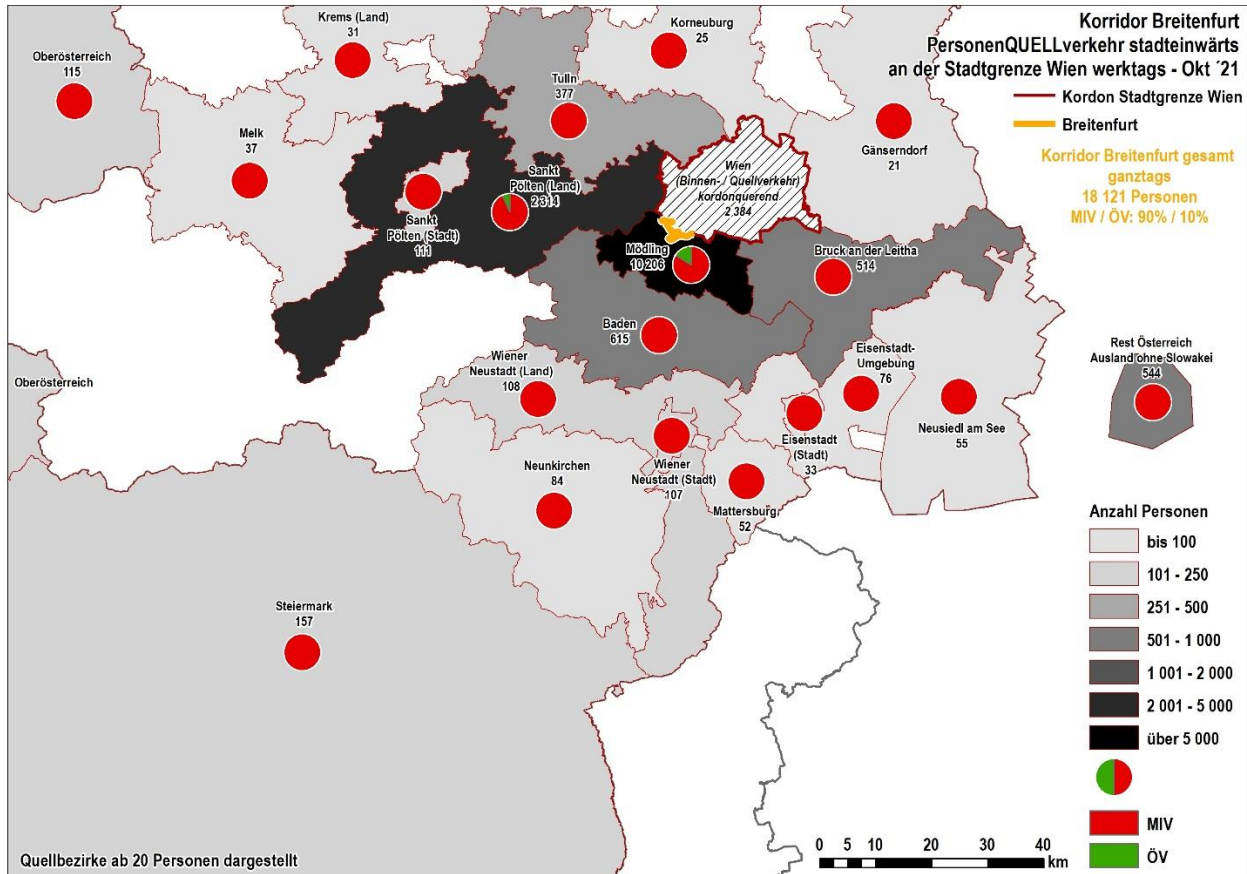 Korridor Breitenfurt
PersonenQUELLverkehr stadteinwärts
an der Stadtgrenze Wien werktags - Okt ´21
Kordon Stadtgrenze Wien
Breitenfurt
Korridor Breitenfurt gesamt
ganztags
18 121 Personen
MIV / ÖV: 90% / 10%
Krems (Land)
31
Korneuburg
25
Oberösterreich
115
Tulln
377
Melk
37
Gänserndorf
21
Sankt
Pölten (Land)
2 314
Sankt
Pölten (Stadt)
111
Wien
(Binnen- / Quellverkehr)
kordonquerend
2.384
Mödling
10 206
Bruck an der Leitha
514
Baden
615
Wiener
Neustadt (Land)
108
Eisenstadt-
Umgebung
76
Rest Österreich
Ausland ohne Slowakei
544
Oberösterreich
Neusiedl am See
55
Eisenstadt
(Stadt)
33
Wiener
Neustadt (Stadt)
107
Neunkirchen
84
Mattersburg
52
Steiermark
157
Anzahl Personen
bis 100
101 - 250
251 - 500
501 - 1 000
1 001 - 2 000
2 001 - 5 000
über 5 000
MIV
ÖV
Quellbezirke ab 20 Personen dargestellt
0 5 10 20 30 40
km